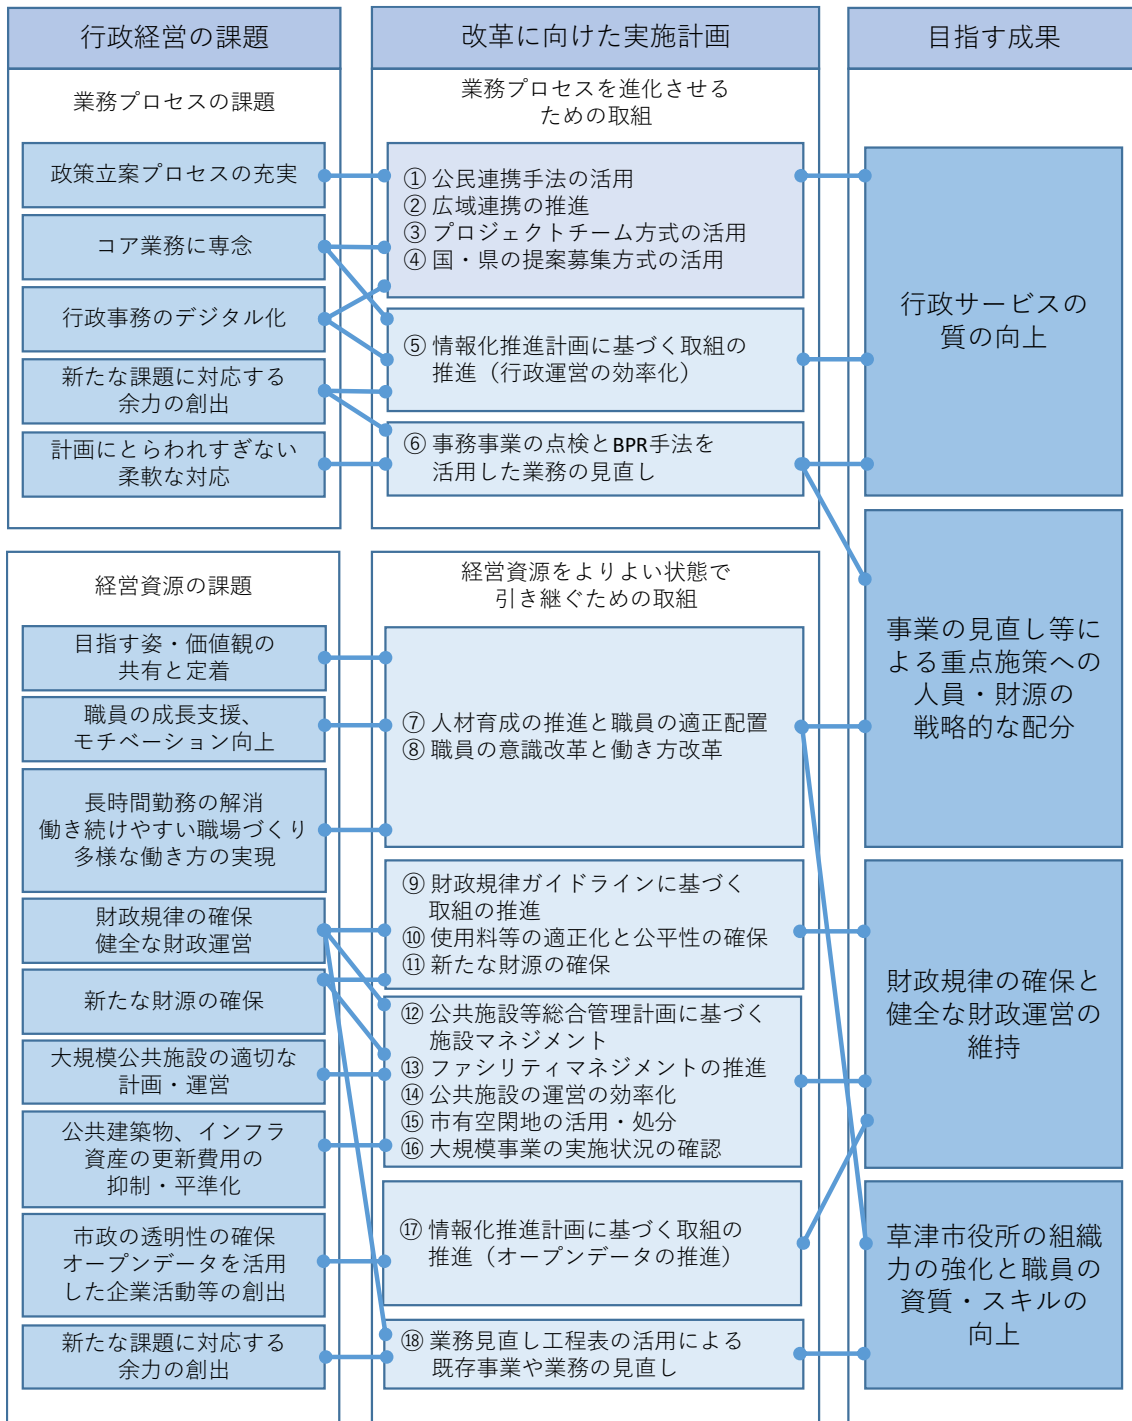 行政経営の課題
業務プロセスの課題
政策立案プロセスの充実
コア業務に専念
行政事務のデジタル化
新たな課題に対応する
余力の創出
計画にとらわれすぎない
柔軟な対応
経営資源の課題
目指す姿・価値観の
共有と定着
職員の成長支援、
モチベーション向上
長時間勤務の解消
働き続けやすい職場づくり
多様な働き方の実現
財政規律の確保
健全な財政運営
新たな財源の確保
大規模公共施設の適切な
計画・運営
公共建築物、インフラ
資産の更新費用の
抑制・平準化
市政の透明性の確保
オープンデータを活用
した企業活動等の創出
新たな課題に対応する
余力の創出
改革に向けた実施計画
業務プロセスを進化させる
ための取組
① 公民連携手法の活用
② 広域連携の推進
③ プロジェクトチーム方式の活用
④ 国・県の提案募集方式の活用
⑤ 情報化推進計画に基づく取組の
推進（行政運営の効率化）
⑥ 事務事業の点検とBPR手法を
活用した業務の見直し
経営資源をよりよい状態で
引き継ぐための取組
⑦ 人材育成の推進と職員の適正配置
⑧ 職員の意識改革と働き方改革
⑨ 財政規律ガイドラインに基づく
取組の推進
⑩ 使用料等の適正化と公平性の確保
⑪ 新たな財源の確保
⑫ 公共施設等総合管理計画に基づく
施設マネジメント
⑬ ファシリティマネジメントの推進
⑭ 公共施設の運営の効率化
⑮ 市有空閑地の活用・処分
⑯ 大規模事業の実施状況の確認
⑰ 情報化推進計画に基づく取組の
推進（オープンデータの推進）
⑱ 業務見直し工程表の活用による
既存事業や業務の見直し
目指す成果
行政サービスの
質の向上
事業の見直し等に
よる重点施策への
人員・財源の
戦略的な配分
財政規律の確保と
健全な財政運営の
維持
草津市役所の組織
力の強化と職員の
資質・スキルの
向上